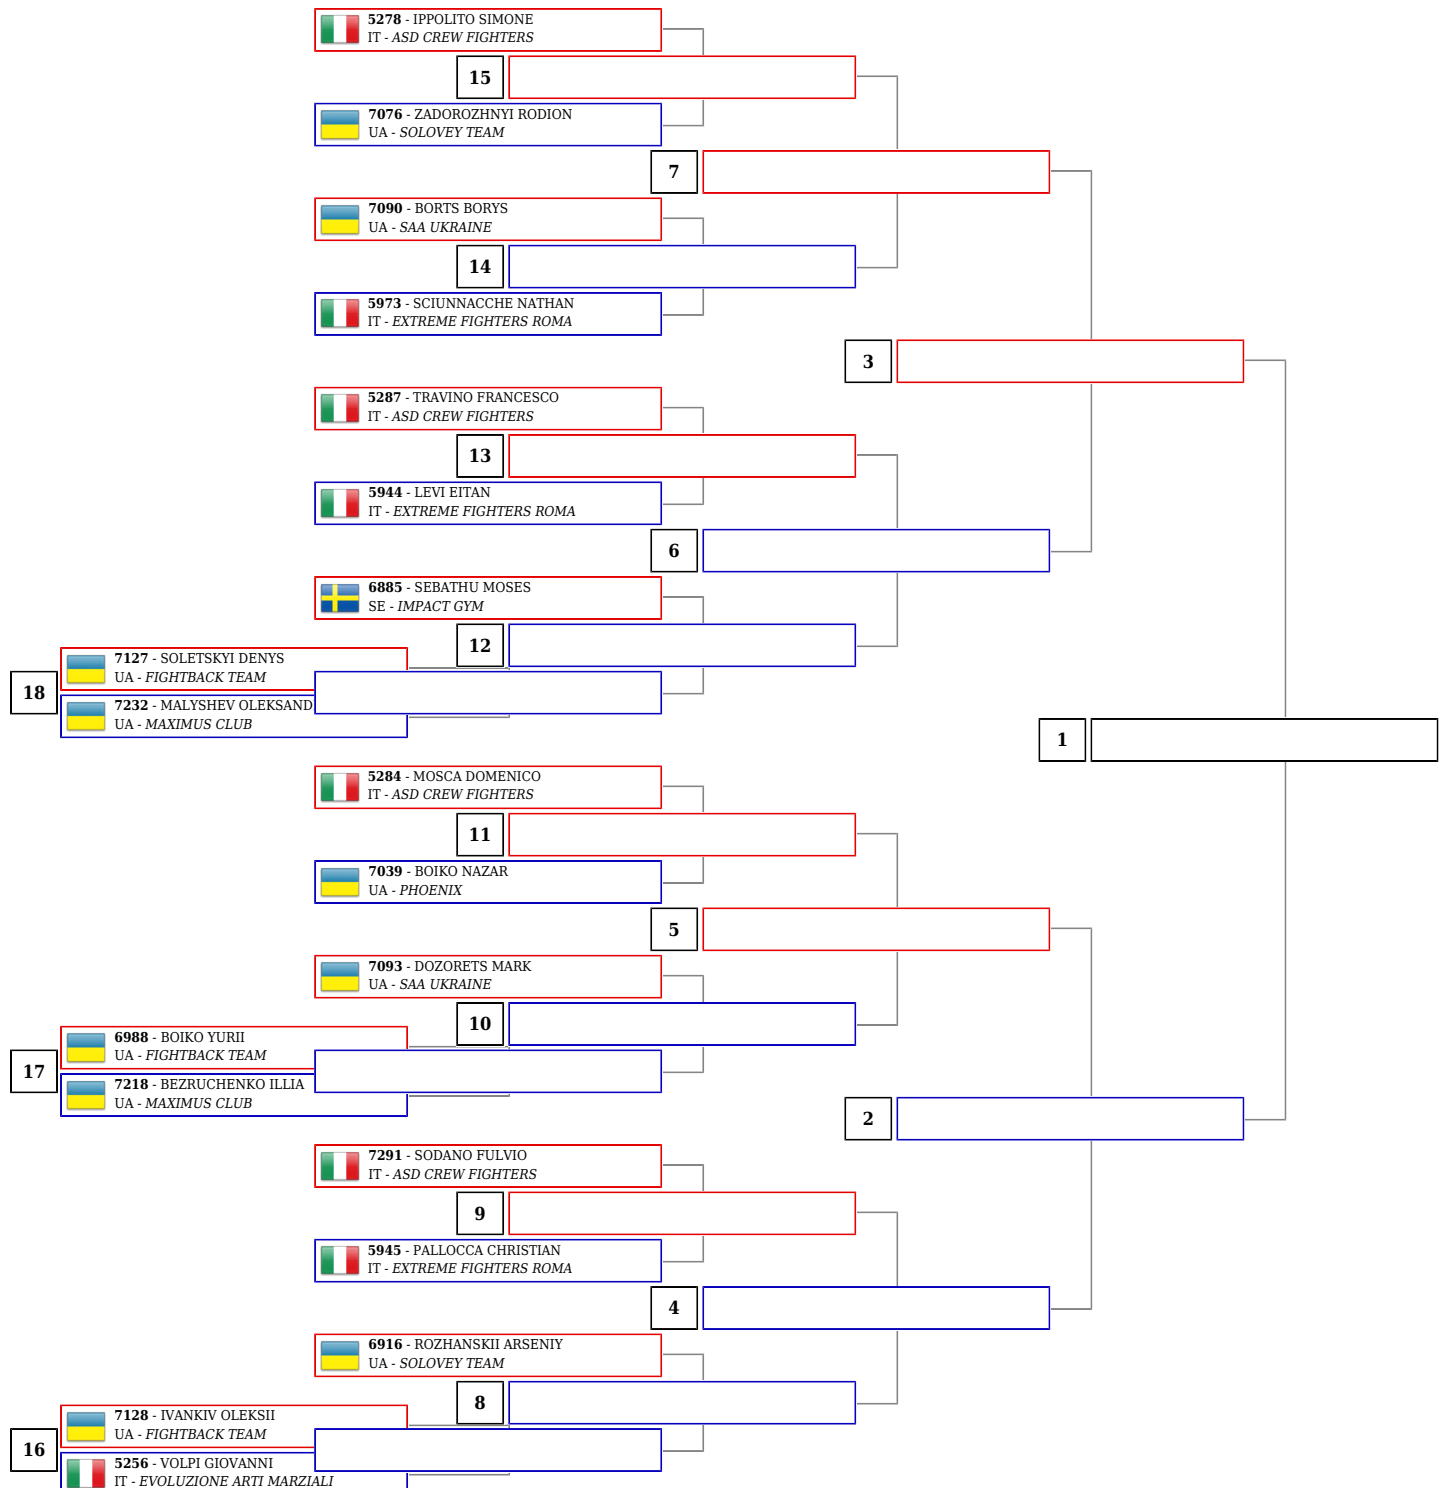 5278 - IPPOLITO SIMONE
IT - ASD CREW FIGHTERS
15
7076 - ZADOROZHNYI RODION
UA - SOLOVEY TEAM
7
7090 - BORTS BORYS
UA - SAA UKRAINE
14
5973 - SCIUNNACCHE NATHAN
IT - EXTREME FIGHTERS ROMA
3
5287 - TRAVINO FRANCESCO
IT - ASD CREW FIGHTERS
13
5944 - LEVI EITAN
IT - EXTREME FIGHTERS ROMA
6
6885 - SEBATHU MOSES
SE - IMPACT GYM
12
7127 - SOLETSKYI DENYS
UA - FIGHTBACK TEAM
18
7232 - MALYSHEV OLEKSAND
UA - MAXIMUS CLUB
1
5284 - MOSCA DOMENICO
IT - ASD CREW FIGHTERS
11
7039 - BOIKO NAZAR
UA - PHOENIX
5
7093 - DOZORETS MARK
UA - SAA UKRAINE
10
6988 - BOIKO YURII
UA - FIGHTBACK TEAM
17
7218 - BEZRUCHENKO ILLIA
UA - MAXIMUS CLUB
2
7291 - SODANO FULVIO
IT - ASD CREW FIGHTERS
9
5945 - PALLOCCA CHRISTIAN
IT - EXTREME FIGHTERS ROMA
4
6916 - ROZHANSKII ARSENIY
UA - SOLOVEY TEAM
8
7128 - IVANKIV OLEKSII
UA - FIGHTBACK TEAM
16
5256 - VOLPI GIOVANNI
IT - EVOLUZIONE ARTI MARZIALI